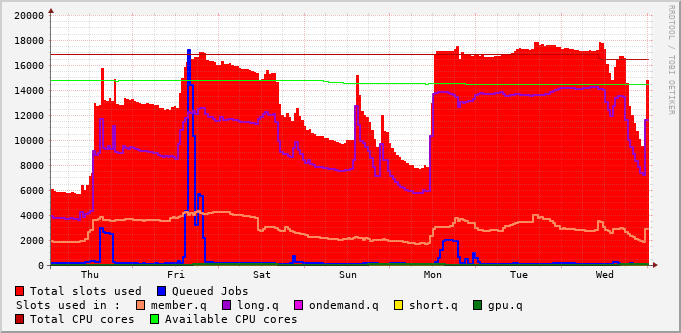 20000
18000
16000
14000
12000
10000
8000
6000
4000
2000
0
Thu Fri Sat Sun Mon Tue Wed
RRDTOOL / TOBI OETIKER
Total slots used Queued Jobs
Slots used in : member.q long.q ondemand.q short.q gpu.q
Total CPU cores Available CPU cores